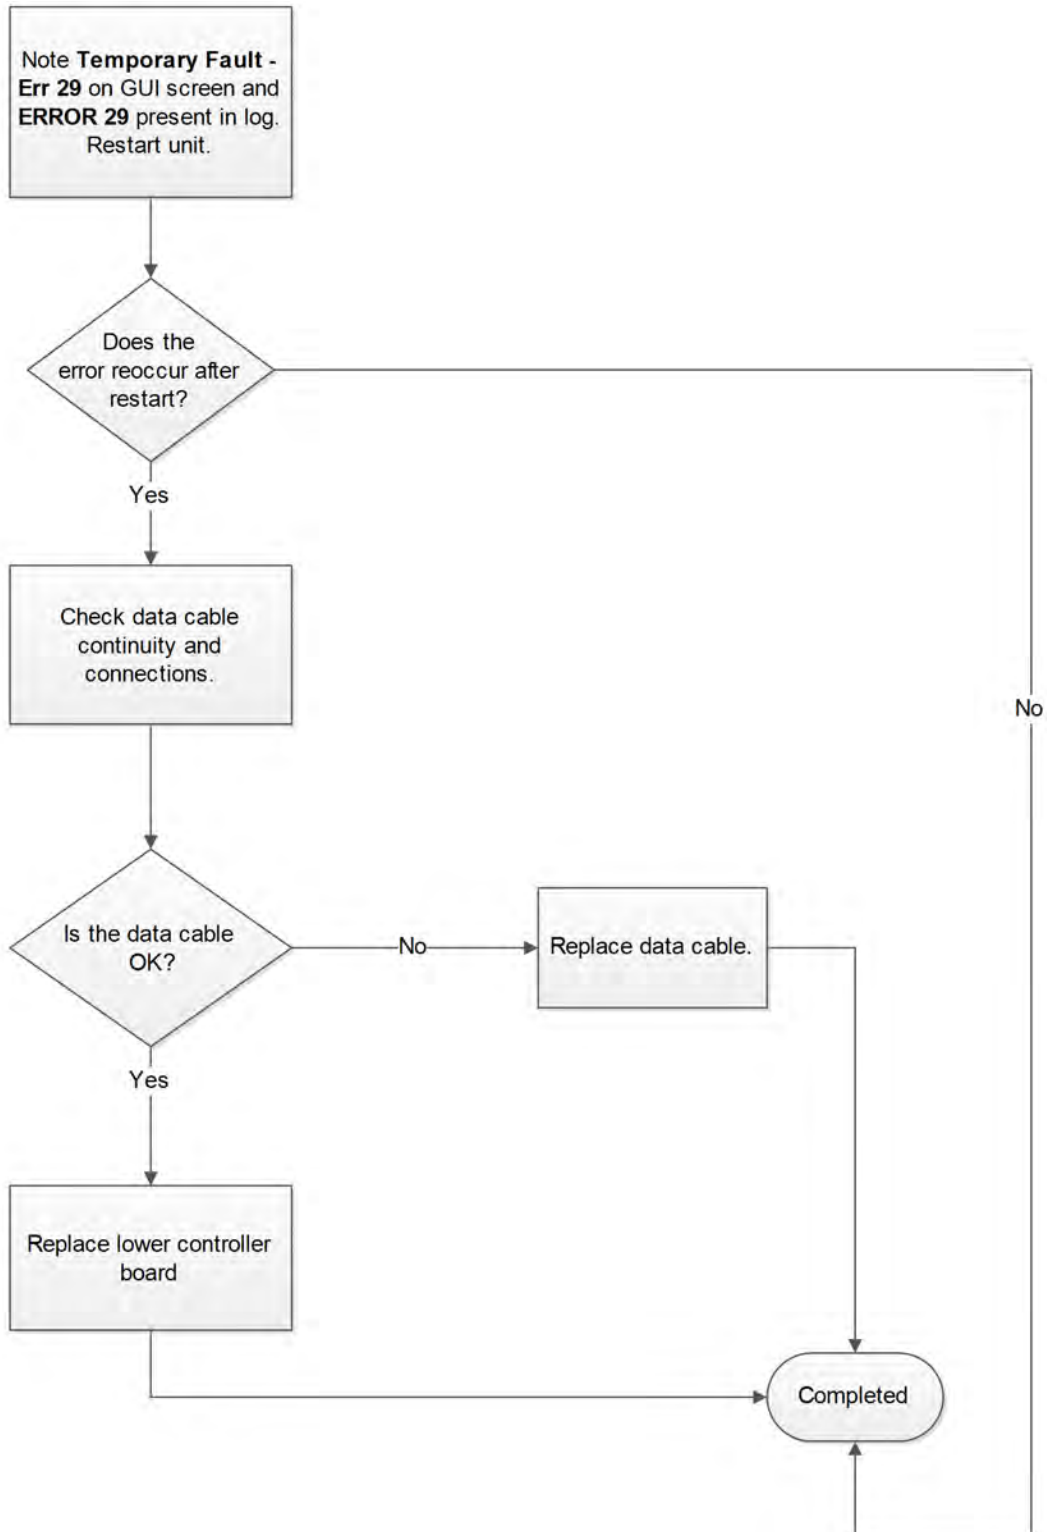 Note Temporary Fault -
Err 29 on GUI screen and
ERROR 29 present in log.
Restart unit.
Does the
error reoccur after
restart?
Yes
Check data cable
continuity and
connections.
No
Is the data cable
OK?
No
Replace data cable.
Yes
Replace lower controller
board
Completed